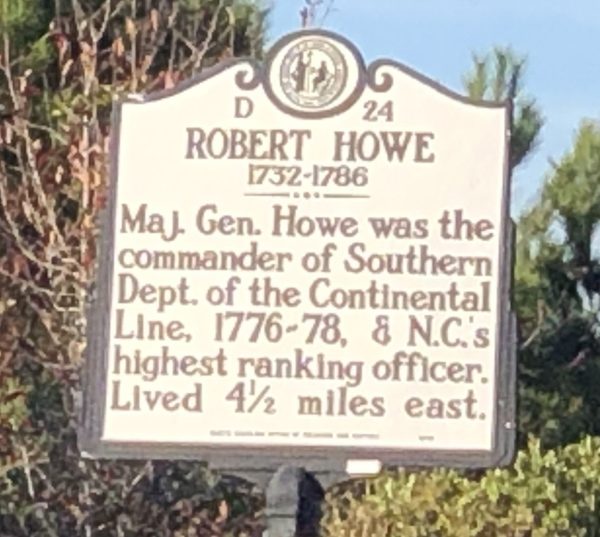 D 24
ROBERT HOWE
1732-1786
Maj. Gen. Howe was the
commander of Southern
Dept. of the Continental
Line, 1776-78, & N.C.'s
highest ranking officer.
Lived 4½ miles east.